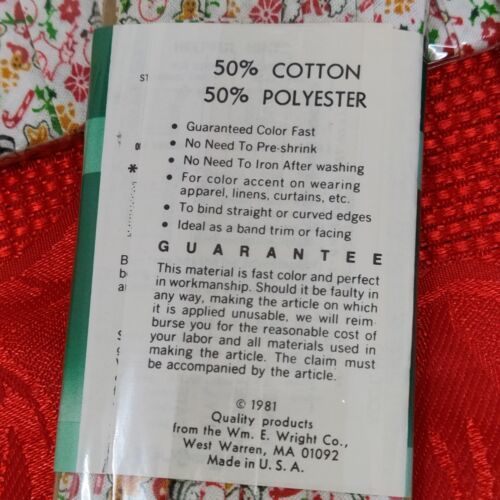 50% COTTON
50% POLYESTER
• Guaranteed Color Fast
• No Need To Pre-shrink
• No Need To Iron After washing
• For color accent on wearing
apparel, linens, curtains, etc.
• To bind straight or curved edges
• Ideal as a band trim or facing
GUARANTEE
This material is fast color and perfect
in workmanship. Should it be faulty in
any way, making the article on which
it is applied unusable, we will reim
burse you for the reasonable cost of
your labor and all materials used in
making the article. The claim must
be accompanied by the article.
© 1981
Quality products
from the Wm. E. Wright Co.,
West Warren, MA 01092
Made in U. S. A.